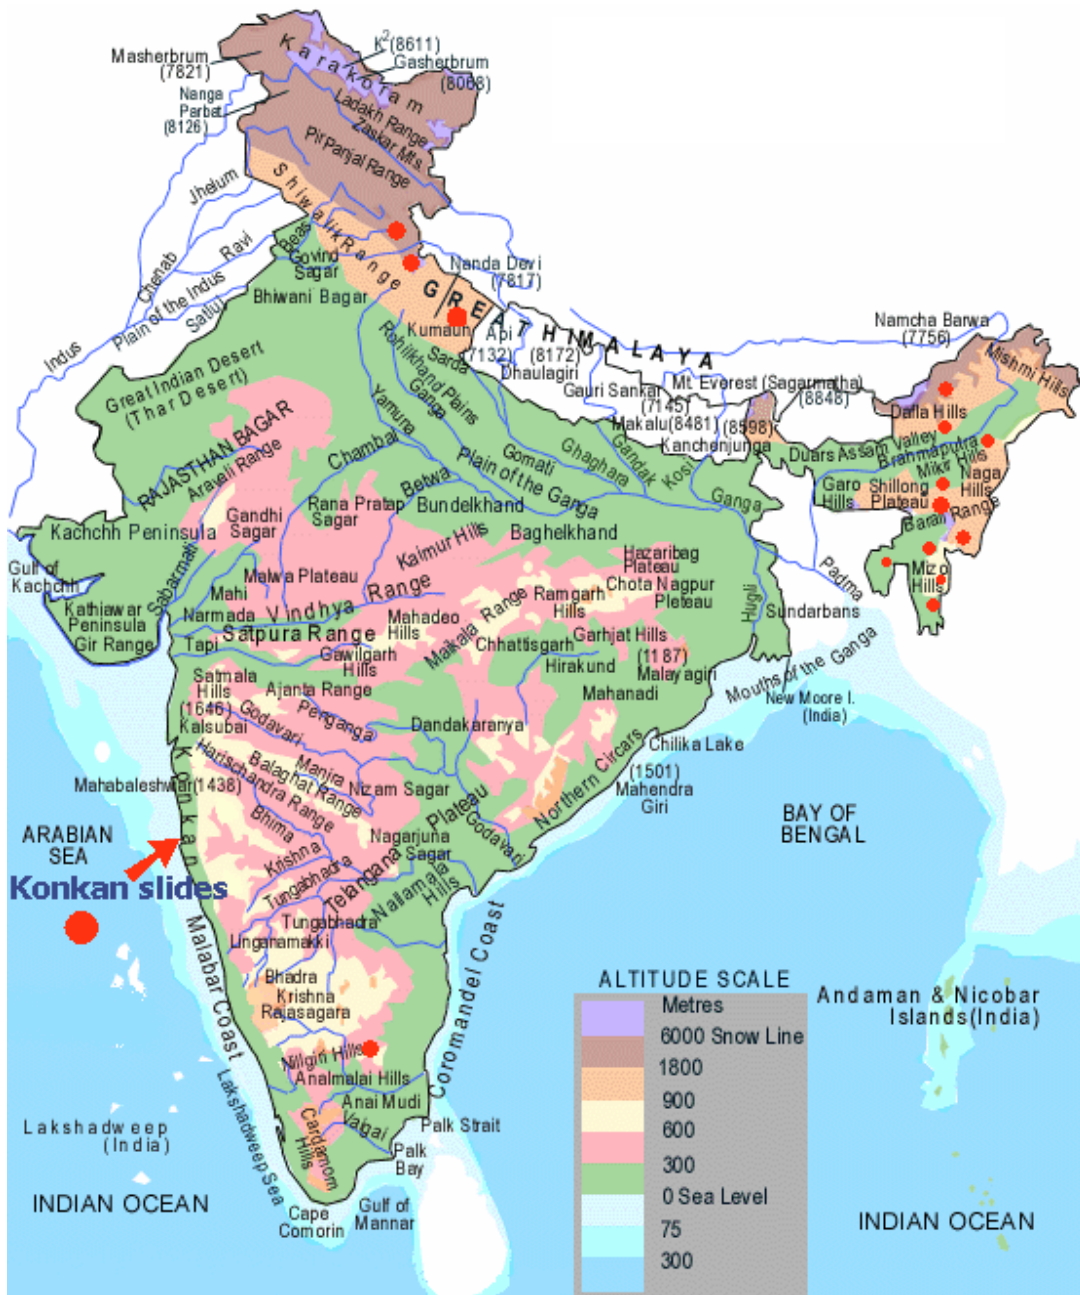 Karakoram
K²(8611)
Masherbrum
(7821)
Gasherbrum
(8068)
Nanga
Parbat
(8126)
Ladakh Range
Zaskar Mts.
Pir Panjal Range
Jhelum
Shiwalik Range
Beas
Ravi
Govind
Sagar
Chenab
Nanda Devi
(7817)
Bhiwani Bagar
Plain of the Indus
Satluj
Indus
GREAT HIMALAYA
Kumaun
Api
(7132)
(8172)
Dhaulagiri
Namcha Barwa
(7756)
Mishmi Hills
Sarda
Rohilkhand Plains
Great Indian Desert
(Thar Desert)
Gauri Sankar
(7145)
Mt. Everest (Sagarmatha)
(8848)
Makalu(8481)
(8598)
Kanchenjunga
Dalla Hills
Ganga
Yamuna
RAJASTHAN BAGAR
Aravali Range
Chambal
Betwa
Plain of the Ganga
Gomati
Ghaghara
Gandak
Kosi
Duars
Assam Valley
Brahmaputra
Mikir Hills
Naga
Hills
Garo
Hills
Shillong
Plateau
Barail Range
Ganga
Bundelkhand
Rana Pratap
Sagar
Gandhi
Sagar
Kachchh Peninsula
Baghelkhand
Kaimur Hills
Hazaribag
Plateau
Gulf of
Kachchh
Sabarmati
Malwa Plateau
Mahi
Vindhya Range
Chota Nagpur
Pleteau
Ramgarh
Hills
Padma
Mizo
Hills
Hugli
Sundarbans
Kathiawar
Peninsula
Gir Range
Narmada
Mahadeo
Hills
Tapi
Satpura Range
Maikala Range
Gawilgarh
Hills
Chhattisgarh
Garhjat Hills
(1187)
Malayagiri
Hirakund
Mahanadi
Mouths of the Ganga
New Moore I.
(India)
Satmala
Hills
(1646)
Kalsubai
Ajanta Range
Godavari
Penganga
Dandakaranya
Chilika Lake
Northern Circars
(1501)
Mahendra
Giri
Harischandra Range
Balaghat Range
Manjra
Mahabaleshwar(1438)
Nizam Sagar
Konkan
Bhima
Telangana Plateau
Godavari
BAY OF
BENGAL
ARABIAN
SEA
Nagarjuna
Sagar
Krishna
Tungabhadra
Nallamala
Hills
Konkan slides
Tungabhadra
Linganamakki
Malabar Coast
Bhadra
Krishna
Rajasagara
Coromandel Coast
Nillgiri Hills
Analmalai Hills
Anai Mudi
Cardamom
Hills
Vaigai
Palk Strait
Palk
Bay
Lakshadweep Sea
Lakshadweep
(India)
INDIAN OCEAN
Cape
Comorin
Gulf of
Mannar
Andaman & Nicobar
Islands(India)
INDIAN OCEAN
ALTITUDE SCALE
Metres
6000 Snow Line
1800
900
600
300
0 Sea Level
75
300